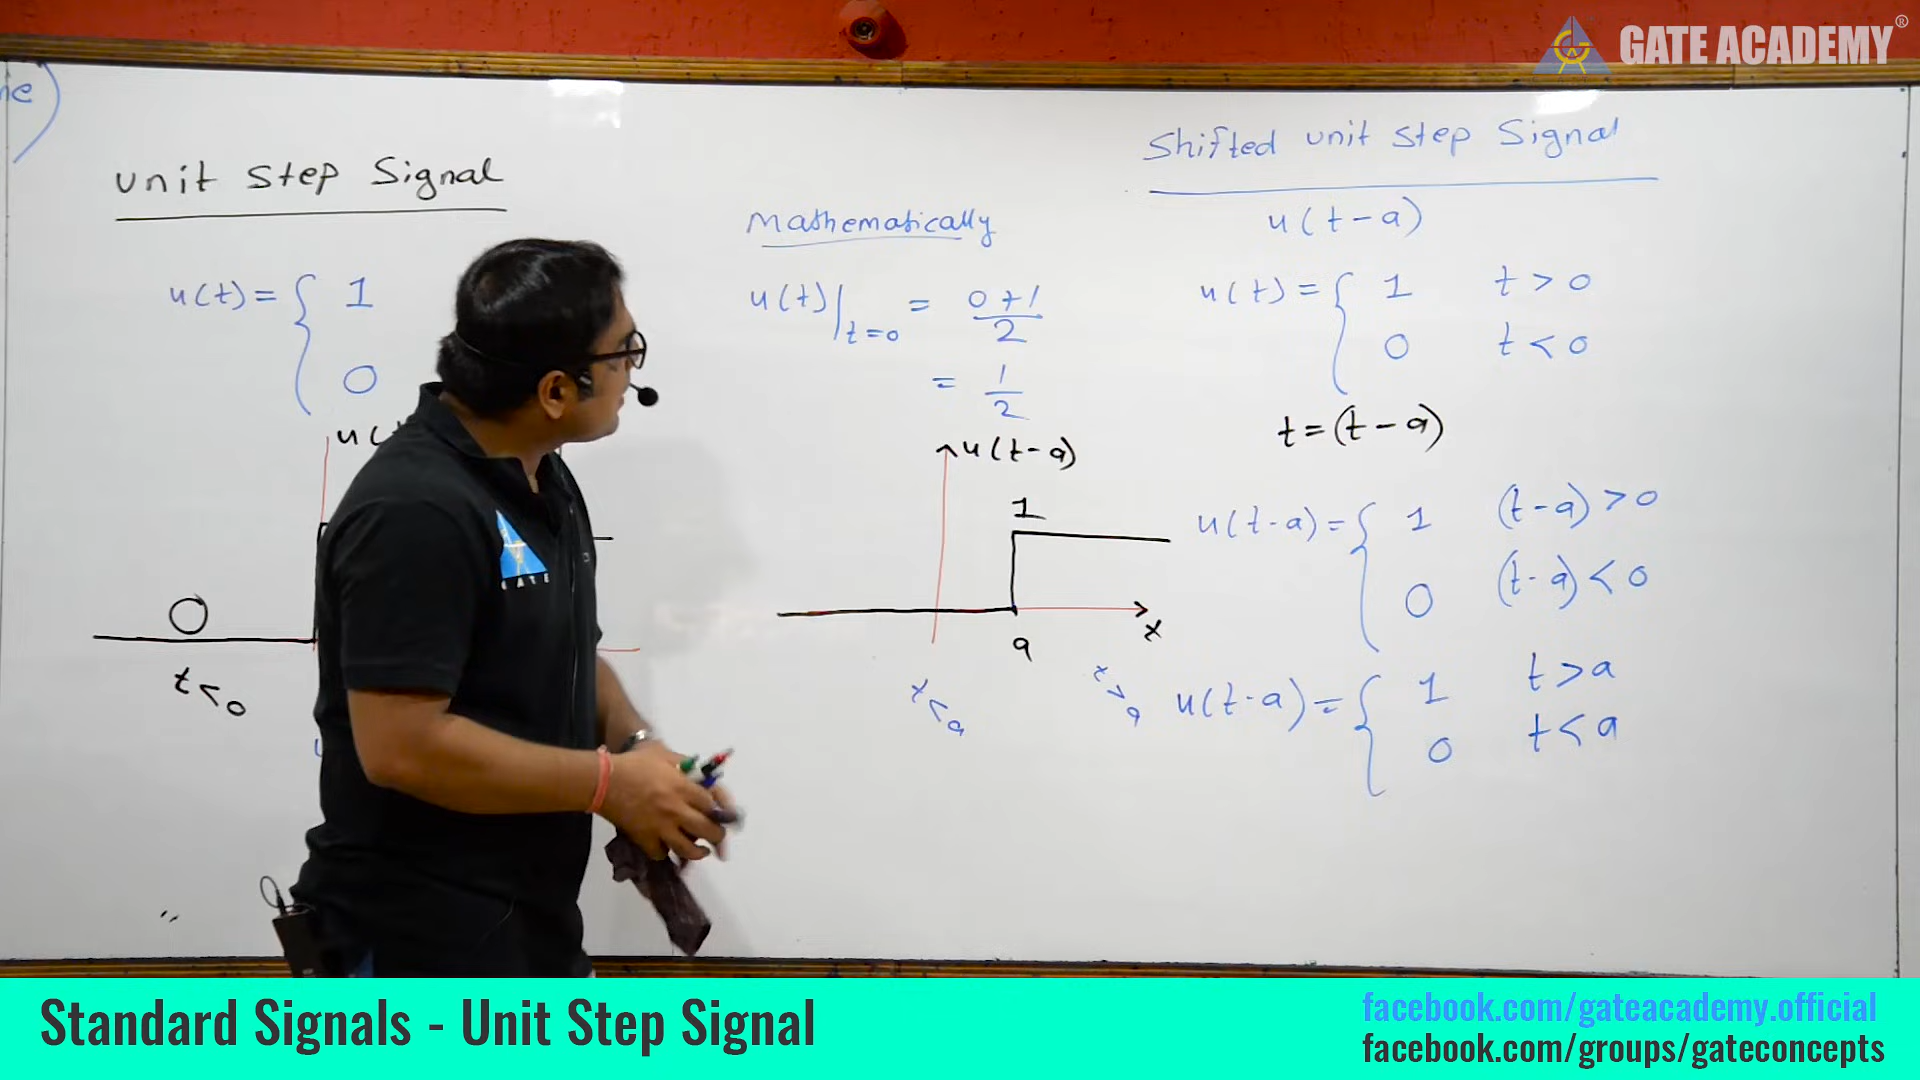 GATE ACADEMY®
unit step Signal
u(t) = { 1
0
0
t < 0
Mathematically
u(t)|t=0 = 0+1/2
= 1/2
u(t-a)
1
a
t
t < a
t > a
Shifted unit step Signal
u(t-a)
u(t) = { 1 t > 0
0 t < 0
t = (t-a)
u(t-a) = { 1 (t-a) > 0
0 (t-a) < 0
u(t-a) = { 1 t > a
0 t < a
GATE
Standard Signals - Unit Step Signal
facebook.com/gateacademy.official
facebook.com/groups/gateconcepts